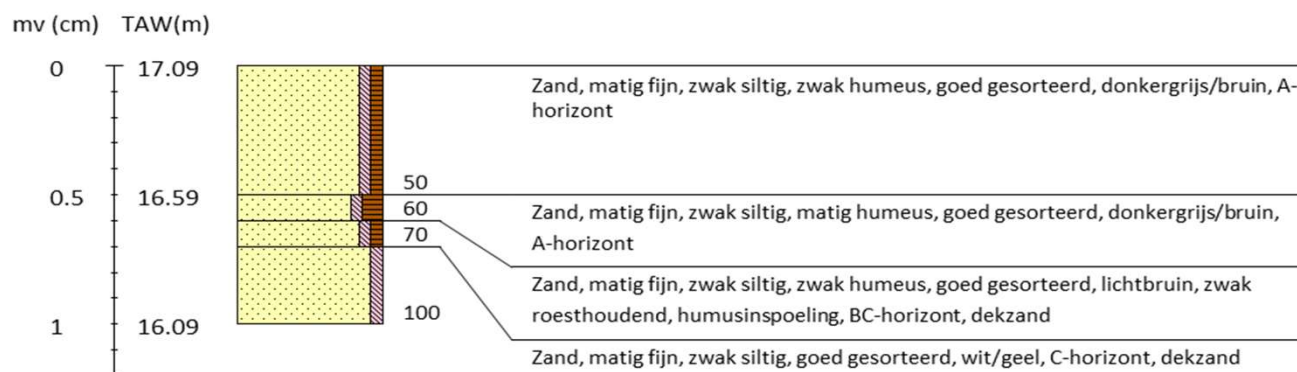 mv (cm) TAW(m)
0 17.09
Zand, matig fijn, zwak siltig, zwak humeus, goed gesorteerd, donkergrijs/bruin, A-
horizont
50
0.5 16.59
60
Zand, matig fijn, zwak siltig, matig humeus, goed gesorteerd, donkergrijs/bruin,
A-horizont
70
Zand, matig fijn, zwak siltig, zwak humeus, goed gesorteerd, lichtbruin, zwak
roesthoudend, humusinspoeling, BC-horizont, dekzand
100
1 16.09
Zand, matig fijn, zwak siltig, goed gesorteerd, wit/geel, C-horizont, dekzand